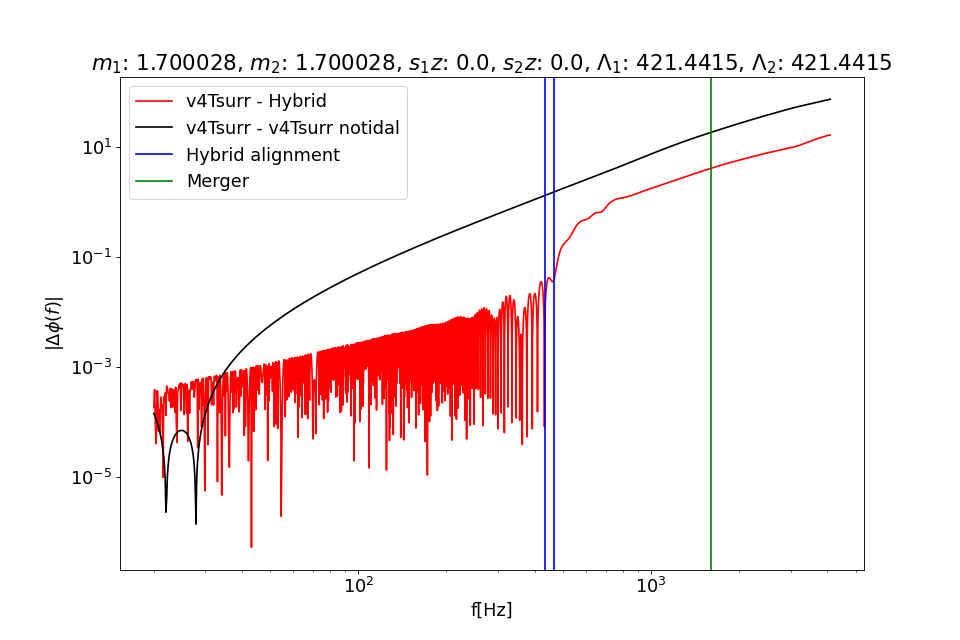 m₁: 1.700028, m₂: 1.700028, s₁z: 0.0, s₂z: 0.0, Λ₁: 421.4415, Λ₂: 421.4415
v4Tsurr - Hybrid
v4Tsurr - v4Tsurr notidal
Hybrid alignment
Merger
10¹
10⁻¹
10⁻³
10⁻⁵
|Δϕ(f)|
10² 10³
f[Hz]